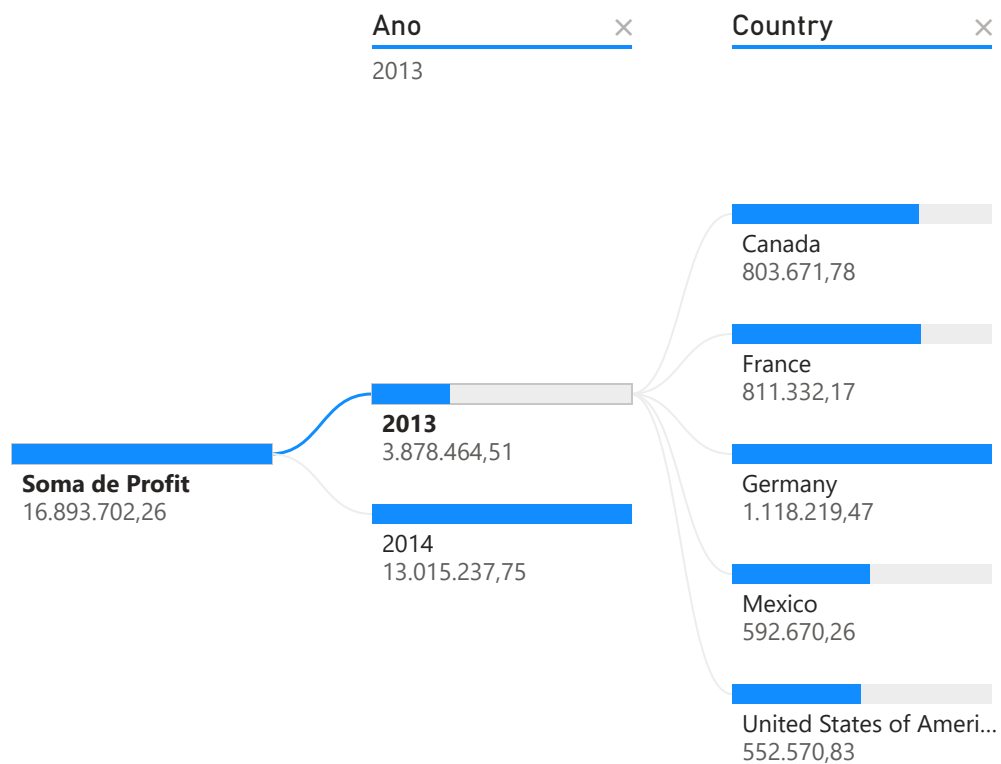 Ano
Country
2013
Canada
803.671,78
France
811.332,17
2013
3.878.464,51
Soma de Profit
16.893.702,26
Germany
1.118.219,47
2014
13.015.237,75
Mexico
592.670,26
United States of Ameri...
552.570,83